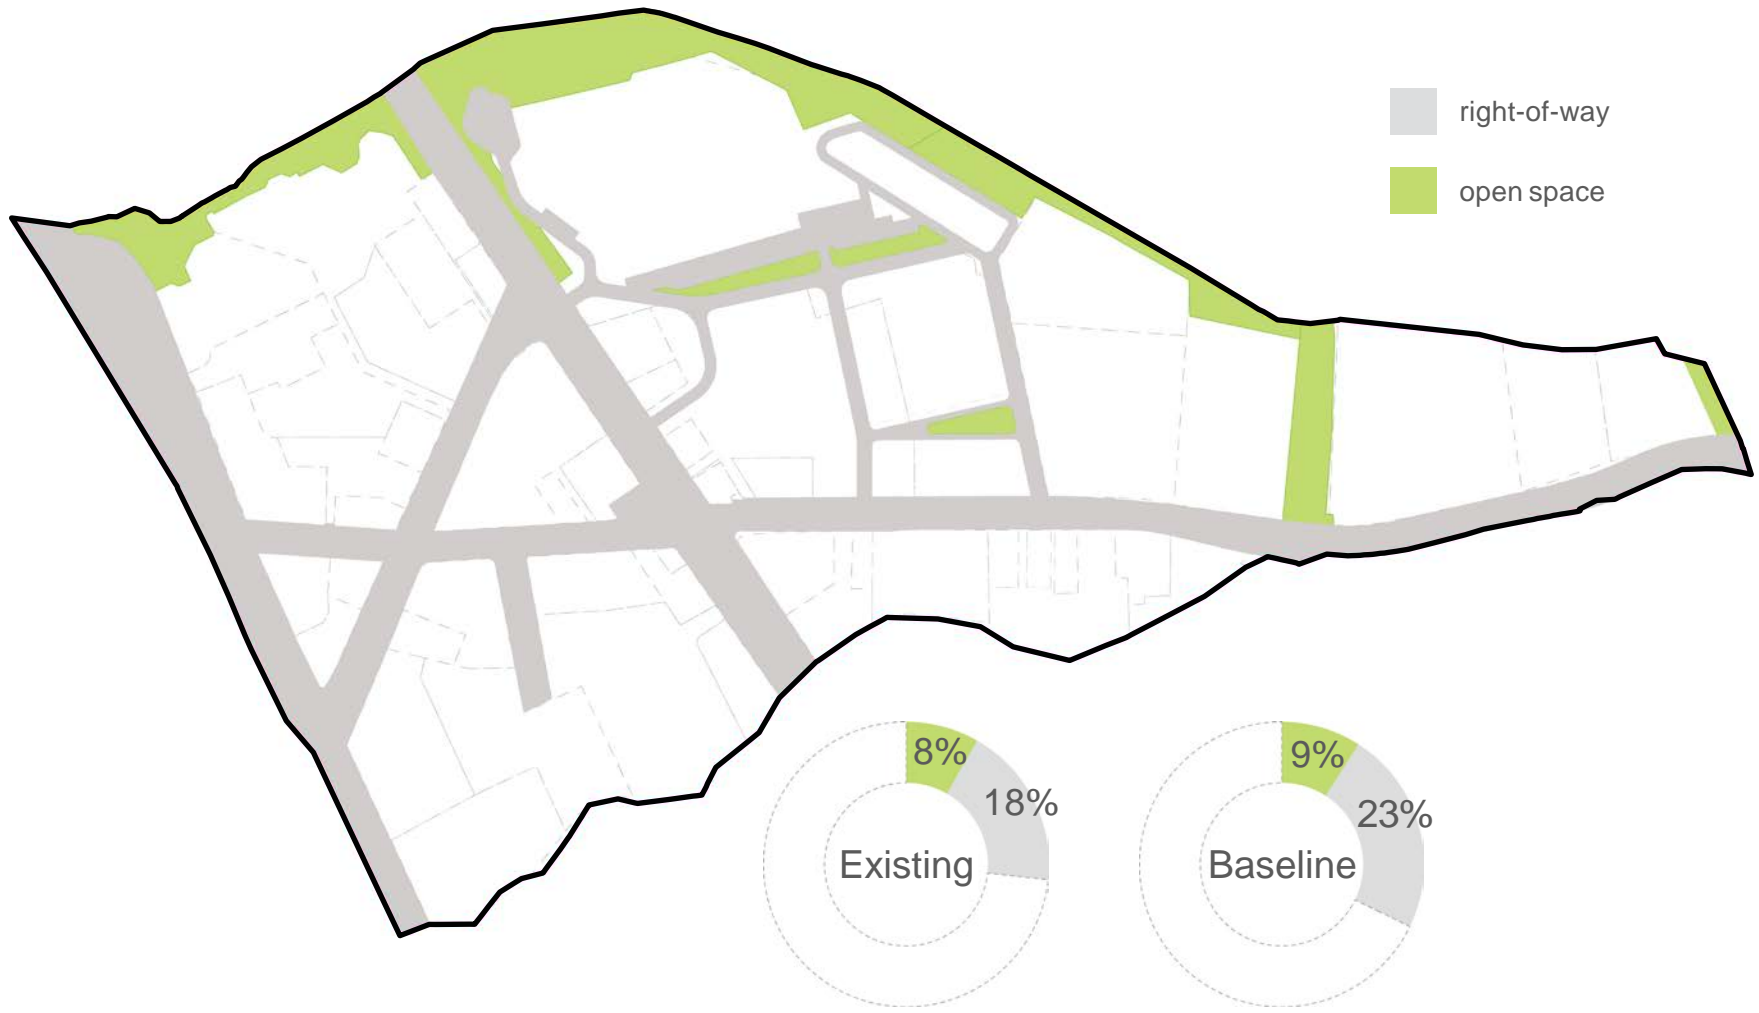 right-of-way
open space
8%
18%
Existing
9%
23%
Baseline